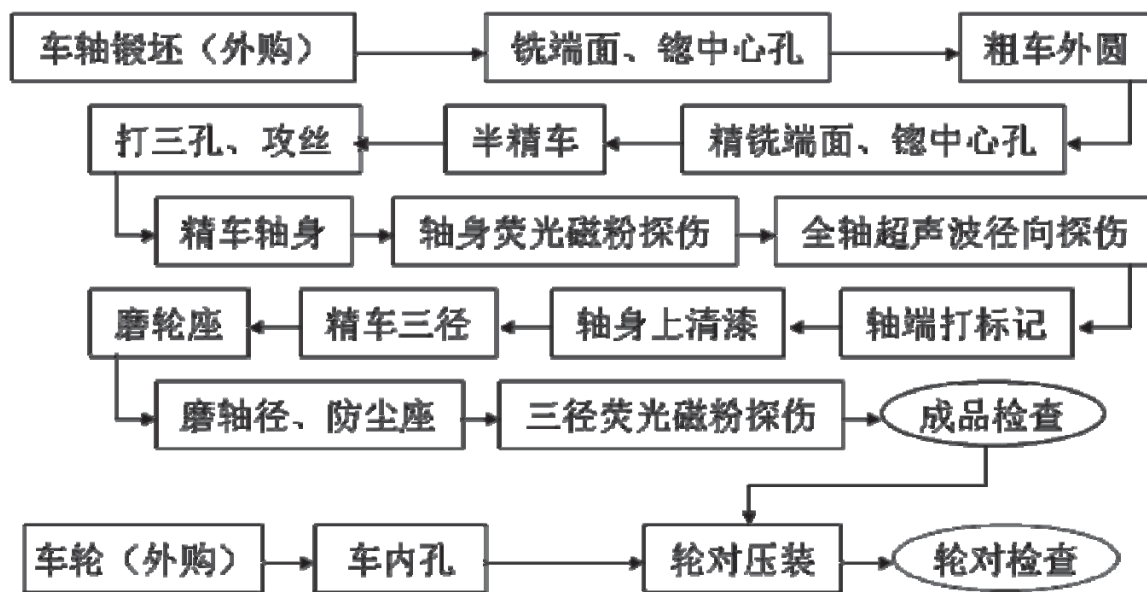 车轴锻坯（外购） 铣端面、锪中心孔 粗车外圆
打三孔、攻丝 半精车 精铣端面、锪中心孔
精车轴身 轴身荧光磁粉探伤 全轴超声波径向探伤
磨轮座 精车三径 轴身上清漆 轴端打标记
磨轴径、防尘座 三径荧光磁粉探伤 成品检查
车轮（外购） 车内孔 轮对压装 轮对检查